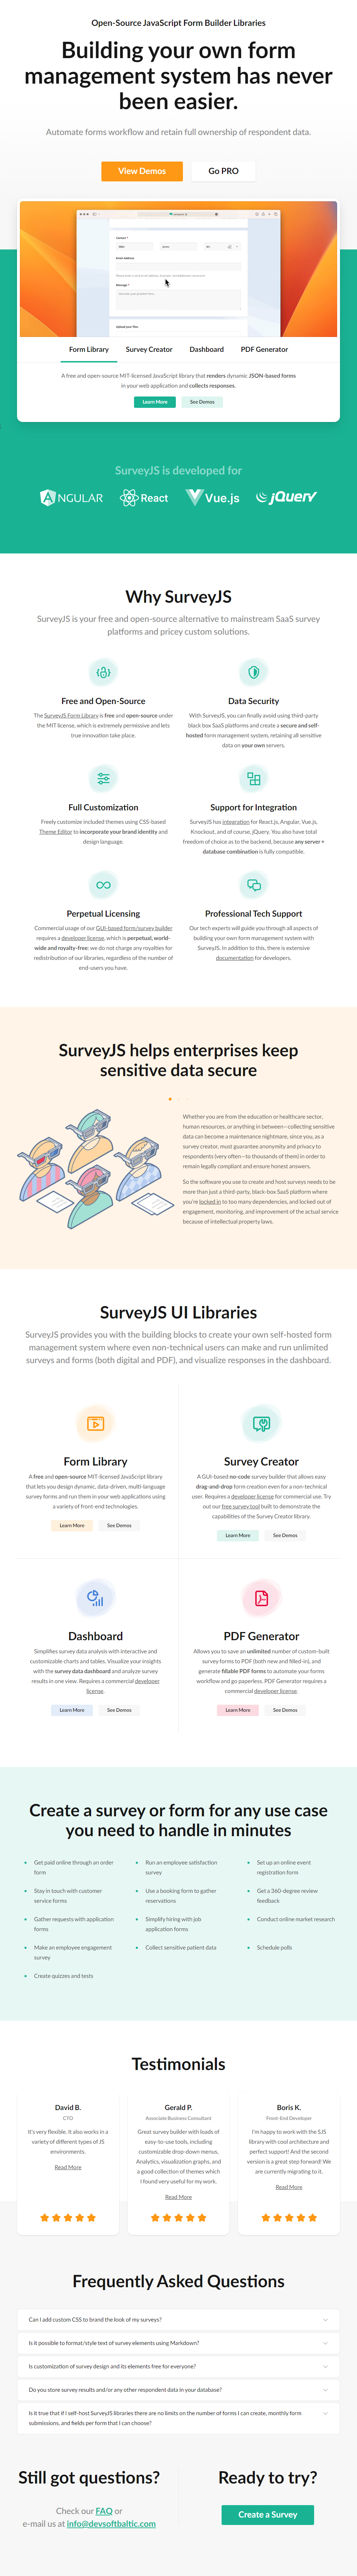 Open-Source JavaScript Form Builder Libraries
Building your own form
management system has never
been easier.
Automate forms workflow and retain full ownership of respondent data.
View Demos
Go PRO
Contact *
Email Address
Message *
Upload your files
Form Library
Survey Creator
Dashboard
PDF Generator
A free and open-source MIT-licensed JavaScript library that renders dynamic JSON-based forms
in your web application and collects responses.
Learn More
See Demos
SurveyJS is developed for
ANGULAR
React
Vue.js
jQuery
Why SurveyJS
SurveyJS is your free and open-source alternative to mainstream SaaS survey
platforms and pricey custom solutions.
Free and Open-Source
The SurveyJS Form Library is free and open-source under
the MIT license, which is extremely permissive and lets
true innovation take place.
Data Security
With SurveyJS, you can finally avoid using third-party
black box SaaS platforms and create a secure and self-
hosted form management system, retaining all sensitive
data on your own servers.
Full Customization
Freely customize included themes using CSS-based
Theme Editor to incorporate your brand identity and
design language.
Support for Integration
SurveyJS has integration for React.js, Angular, Vue.js,
Knockout, and of course, jQuery. You also have total
freedom of choice as to the backend, because any server +
database combination is fully compatible.
Perpetual Licensing
Commercial usage of our GUI-based form/survey builder
requires a developer license, which is perpetual, world-
wide and royalty-free: we do not charge any royalties for
redistribution of our libraries, regardless of the number of
end-users you have.
Professional Tech Support
Our tech experts will guide you through all aspects of
building your own form management system with
SurveyJS. In addition to this, there is extensive
documentation for developers.
SurveyJS helps enterprises keep
sensitive data secure
Whether you are from the education or healthcare sector,
human resources, or anything in between—collecting sensitive
data can become a maintenance nightmare, since you, as a
survey creator, must guarantee anonymity and privacy to
respondents (very often—to thousands of them) in order to
remain legally compliant and ensure honest answers.
So the software you use to create and host surveys needs to be
more than just a third-party, black-box SaaS platform where
you're locked in to too many dependencies, and locked out of
engagement, monitoring, and improvement of the actual service
because of intellectual property laws.
SurveyJS UI Libraries
SurveyJS provides you with the building blocks to create your own self-hosted form
management system where even non-technical users can make and run unlimited
surveys and forms (both digital and PDF), and visualize responses in the dashboard.
Form Library
A free and open-source MIT-licensed JavaScript library
that lets you design dynamic, data-driven, multi-language
survey forms and run them in your web applications using
a variety of front-end technologies.
Learn More
See Demos
Survey Creator
A GUI-based no-code survey builder that allows easy
drag-and-drop form creation even for a non-technical
user. Requires a developer license for commercial use. Try
out our free survey tool built to demonstrate the
capabilities of the Survey Creator library.
Learn More
See Demos
Dashboard
Simplifies survey data analysis with interactive and
customizable charts and tables. Visualize your insights
with the survey data dashboard and analyze survey
results in one view. Requires a commercial developer
license.
Learn More
See Demos
PDF Generator
Allows you to save an unlimited number of custom-built
survey forms to PDF (both new and filled-in), and
generate fillable PDF forms to automate your forms
workflow and go paperless. PDF Generator requires a
commercial developer license.
Learn More
See Demos
Create a survey or form for any use case
you need to handle in minutes
Get paid online through an order
form
Run an employee satisfaction
survey
Set up an online event
registration form
Stay in touch with customer
service forms
Use a booking form to gather
reservations
Get a 360-degree review
feedback
Gather requests with application
forms
Simplify hiring with job
application forms
Conduct online market research
Make an employee engagement
survey
Collect sensitive patient data
Schedule polls
Create quizzes and tests
Testimonials
David B.
CTO
It's very flexible. It also works in a
variety of different types of JS
environments.
Read More
Gerald P.
Associate Business Consultant
Great survey builder with loads of
easy-to-use tools, including
customizable drop-down menus,
Analytics, visualization graphs, and
a good collection of themes which
I found very useful for my work.
Read More
Boris K.
Front-End Developer
I'm happy to work with the SJS
library with cool architecture and
perfect support! And the second
version is a great step forward! We
are currently migrating to it.
Read More
Frequently Asked Questions
Can I add custom CSS to brand the look of my surveys?
Is it possible to format/style text of survey elements using Markdown?
Is customization of survey design and its elements free for everyone?
Do you store survey results and/or any other respondent data in your database?
Is it true that if I self-host SurveyJS libraries there are no limits on the number of forms I can create, monthly form
submissions, and fields per form that I can choose?
Still got questions?
Check our FAQ or
e-mail us at info@devsoftbaltic.com
Ready to try?
Create a Survey